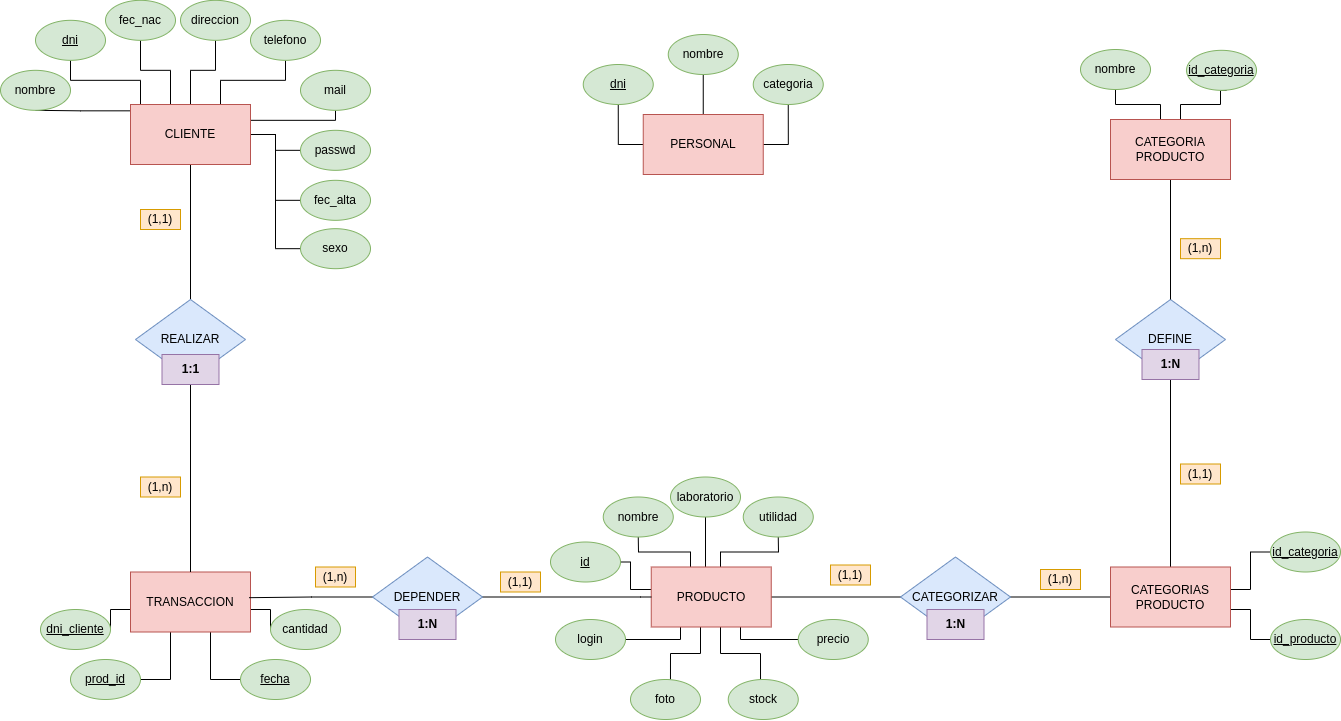 fec_nac
direccion
dni
telefono
nombre
mail
CLIENTE
passwd
fec_alta
sexo
(1,1)
REALIZAR
1:1
(1,n)
nombre
dni
categoria
PERSONAL
nombre
id_categoria
CATEGORIA
PRODUCTO
(1,n)
DEFINE
1:N
(1,1)
TRANSACCION
dni_cliente
cantidad
prod_id
fecha
(1,n)
DEPENDER
1:N
(1,1)
laboratorio
nombre
utilidad
id
PRODUCTO
login
precio
foto
stock
(1,1)
CATEGORIZAR
1:N
(1,n)
CATEGORIAS
PRODUCTO
id_categoria
id_producto